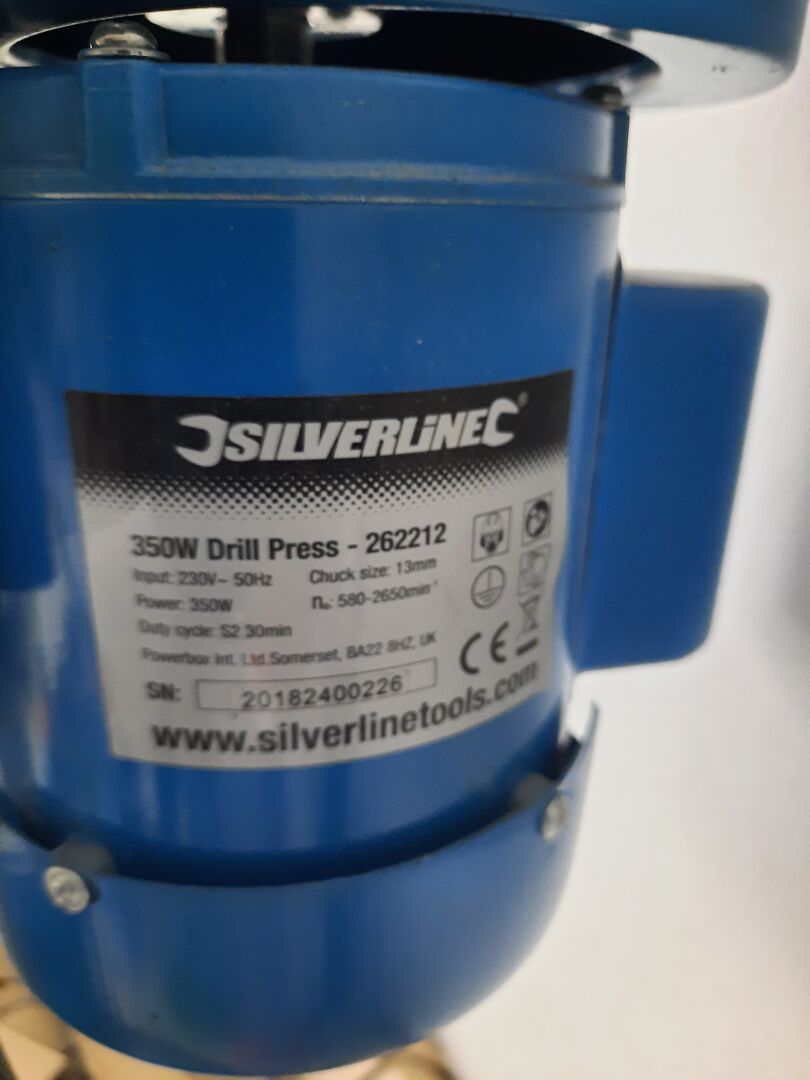 SILVERLINE®
350W Drill Press - 262212
Input: 230V~ 50Hz Chuck size: 13mm
Power: 350W n₀: 580-2650min⁻¹
Duty cycle: S2 30min
Powerbox Int. Ltd Somerset, BA22 8HZ, UK
CE
SN: 20182400226
www.silverlinetools.com